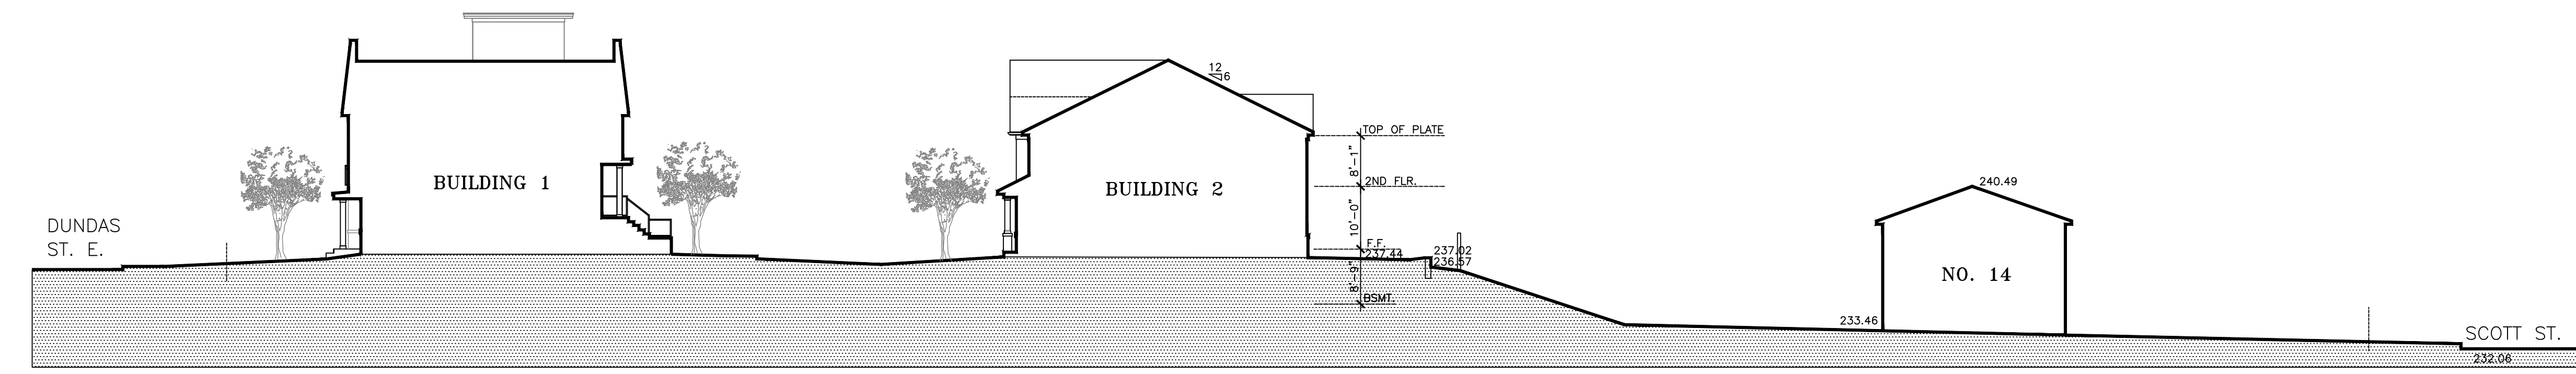 DUNDAS
ST. E.
BUILDING 1
BUILDING 2
12
6
TOP OF PLATE
8'-1"
2ND FLR.
10'-0"
F.F.
237.44
8'-9"
BSMT.
237.02
236.57
233.46
240.49
NO. 14
SCOTT ST.
232.06